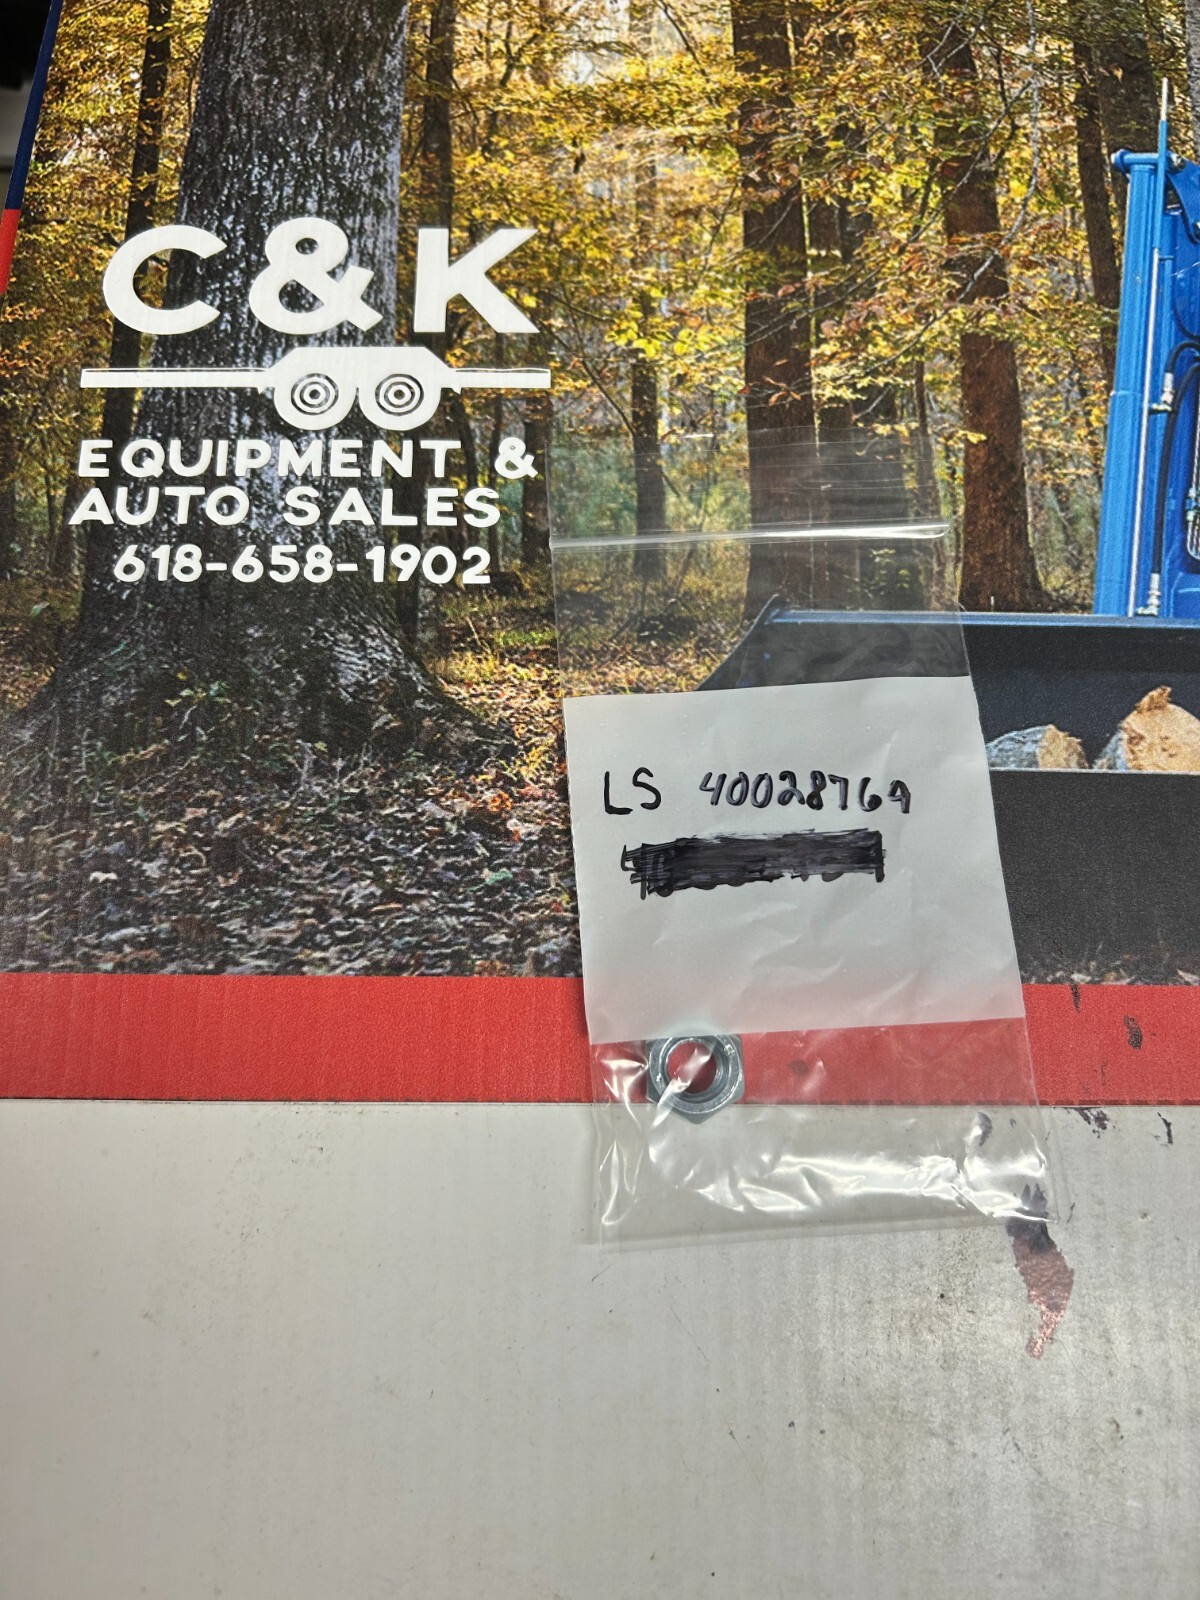 C & K
EQUIPMENT &
AUTO SALES
618-658-1902
LS 40028769